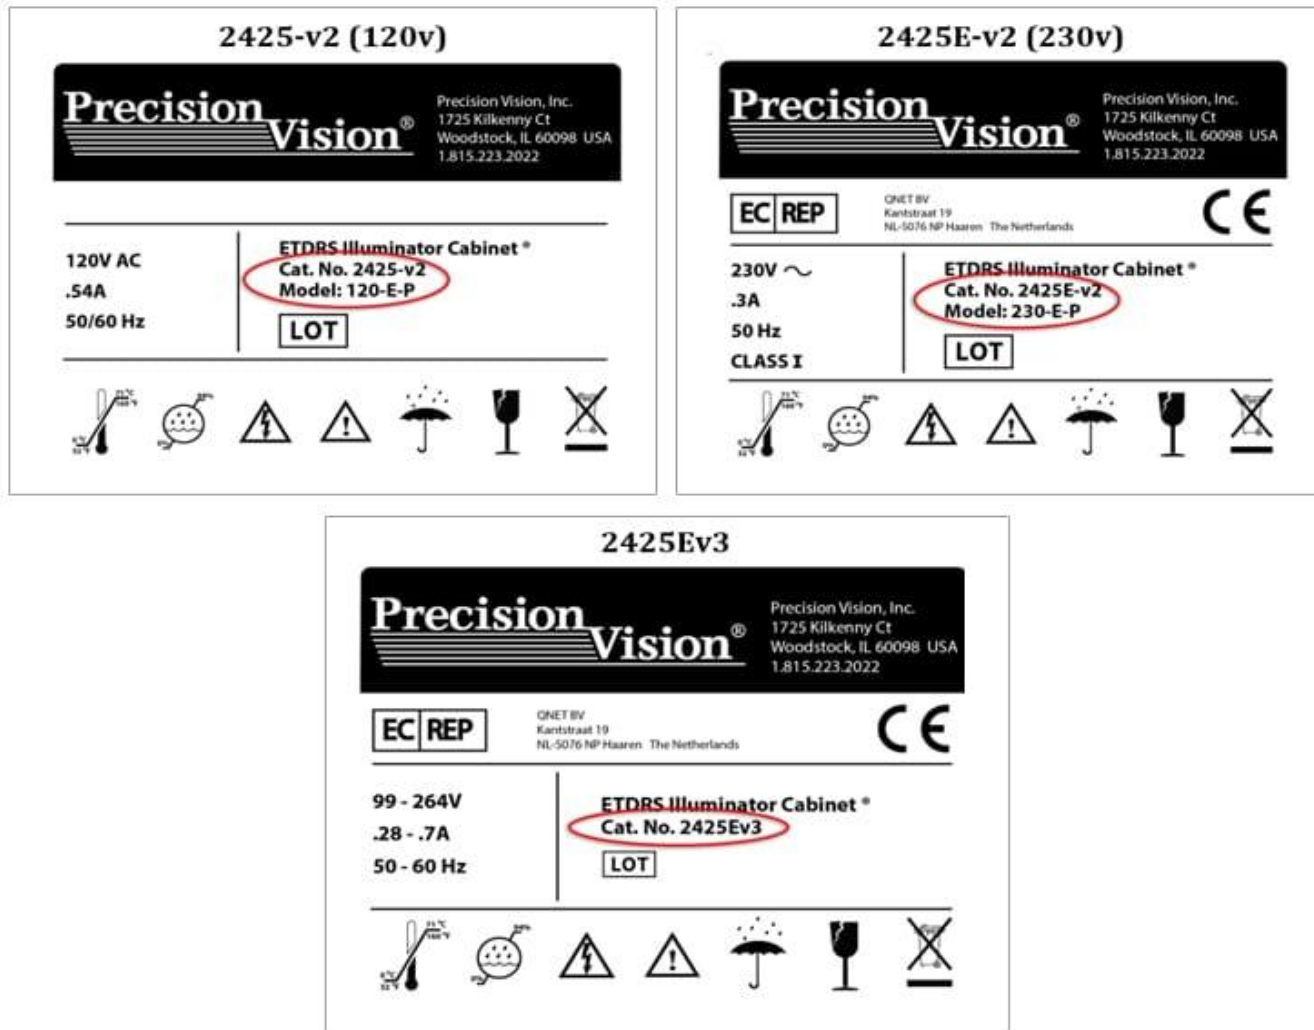 2425-v2 (120v)
Precision Vision®
Precision Vision, Inc.
1725 Kilkenny Ct
Woodstock, IL 60098 USA
1.815.223.2022
120V AC
.54A
50/60 Hz
ETDRS Illuminator Cabinet ®
Cat. No. 2425-v2
Model: 120-E-P
LOT
2425E-v2 (230v)
Precision Vision®
Precision Vision, Inc.
1725 Kilkenny Ct
Woodstock, IL 60098 USA
1.815.223.2022
EC REP
QNET BV
Kantstraat 19
NL-5076 NP Haaren The Netherlands
CE
230V ～
.3A
50 Hz
CLASS I
ETDRS Illuminator Cabinet ®
Cat. No. 2425E-v2
Model: 230-E-P
LOT
2425Ev3
Precision Vision®
Precision Vision, Inc.
1725 Kilkenny Ct
Woodstock, IL 60098 USA
1.815.223.2022
EC REP
QNET BV
Kantstraat 19
NL-5076 NP Haaren The Netherlands
CE
99 - 264V
.28 - .7A
50 - 60 Hz
ETDRS Illuminator Cabinet ®
Cat. No. 2425Ev3
LOT